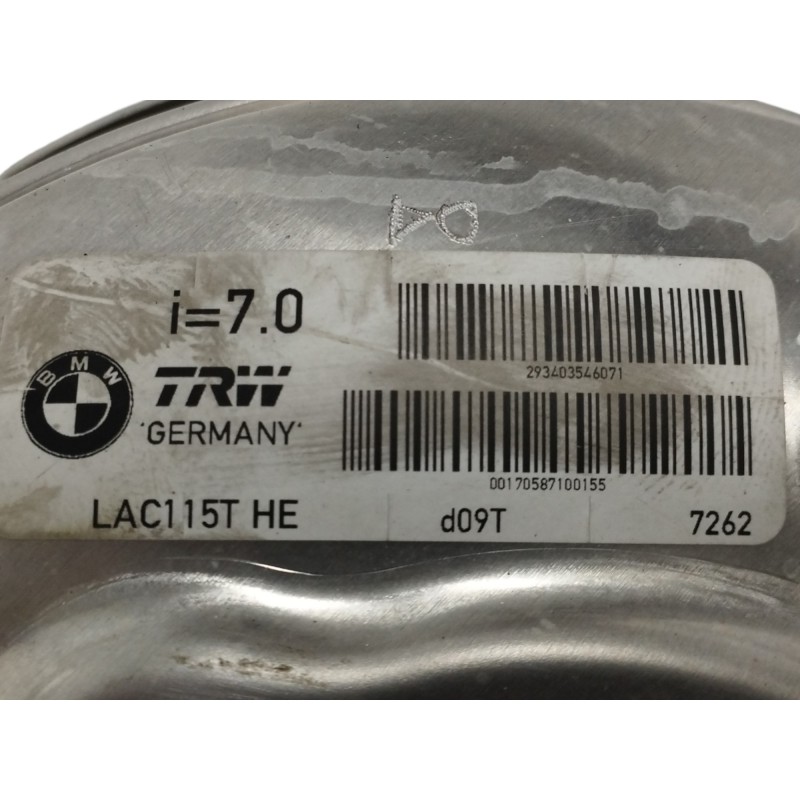 i=7.0
293403546071
BMW
TRW
'GERMANY'
00170587100155
LAC115T HE
d09T
7262